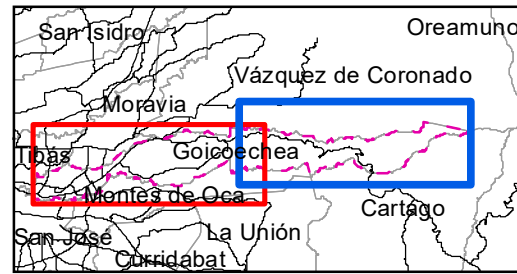 San Isidro
Oreamuno
Vázquez de Coronado
Moravia
Tibás
Goicoechea
Montes de Oca
Cartago
La Unión
San José
Curridabat